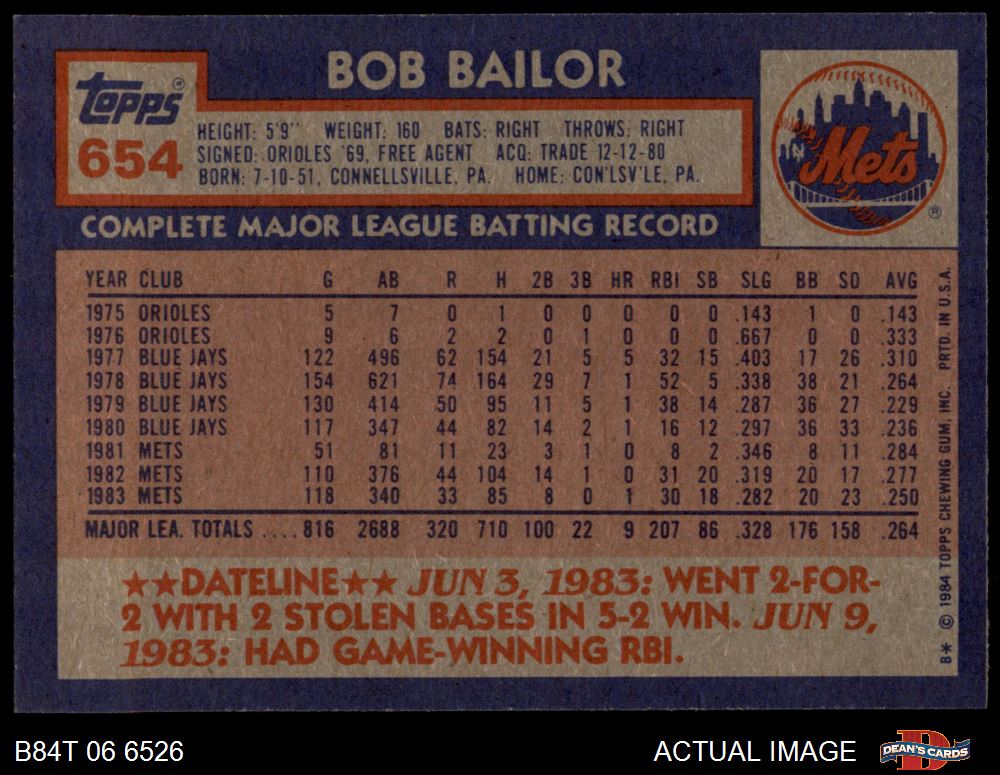 BOB BAILOR
Topps®
654
HEIGHT: 5'9" WEIGHT: 160 BATS: RIGHT THROWS: RIGHT
SIGNED: ORIOLES '69, FREE AGENT ACQ: TRADE 12-12-80
BORN: 7-10-51, CONNELLSVILLE, PA. HOME: CON'LSV'LE, PA.
NY
Mets
®
COMPLETE MAJOR LEAGUE BATTING RECORD
YEAR CLUB G AB R H 2B 3B HR RBI SB SLG BB SO AVG
1975 ORIOLES 5 7 0 1 0 0 0 0 0 .143 1 0 .143
1976 ORIOLES 9 6 2 2 0 1 0 0 0 .667 0 0 .333
1977 BLUE JAYS 122 496 62 154 21 5 5 32 15 .403 17 26 .310
1978 BLUE JAYS 154 621 74 164 29 7 1 52 5 .338 38 21 .264
1979 BLUE JAYS 130 414 50 95 11 5 1 38 14 .287 36 27 .229
1980 BLUE JAYS 117 347 44 82 14 2 1 16 12 .297 36 33 .236
1981 METS 51 81 11 23 3 1 0 8 2 .346 8 11 .284
1982 METS 110 376 44 104 14 1 0 31 20 .319 20 17 .277
1983 METS 118 340 33 85 8 0 1 30 18 .282 20 23 .250
MAJOR LEA. TOTALS .... 816 2688 320 710 100 22 9 207 86 .328 176 158 .264
★★DATELINE★★ JUN 3, 1983: WENT 2-FOR-
2 WITH 2 STOLEN BASES IN 5-2 WIN. JUN 9,
1983: HAD GAME-WINNING RBI.
B* © 1984 TOPPS CHEWING GUM, INC. PRTD. IN U.S.A.
B84T 06 6526
ACTUAL IMAGE
DEAN'S CARDS